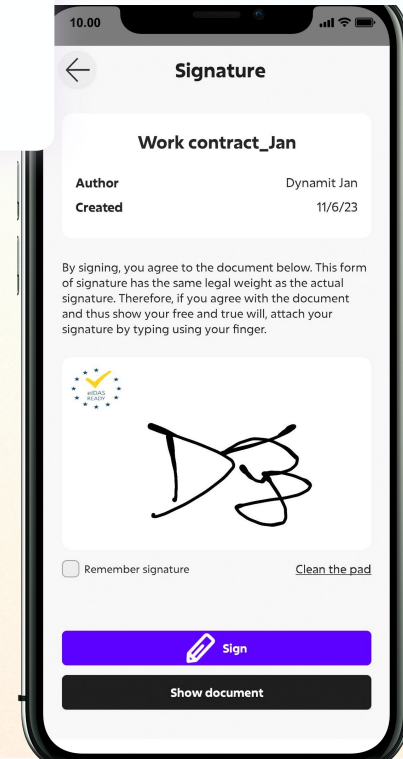 10.00
Signature
Work contract_Jan
Author Dynamit Jan
Created 11/6/23
By signing, you agree to the document below. This form
of signature has the same legal weight as the actual
signature. Therefore, if you agree with the document
and thus show your free and true will, attach your
signature by typing using your finger.
eIDAS
READY
Remember signature Clean the pad
Sign
Show document